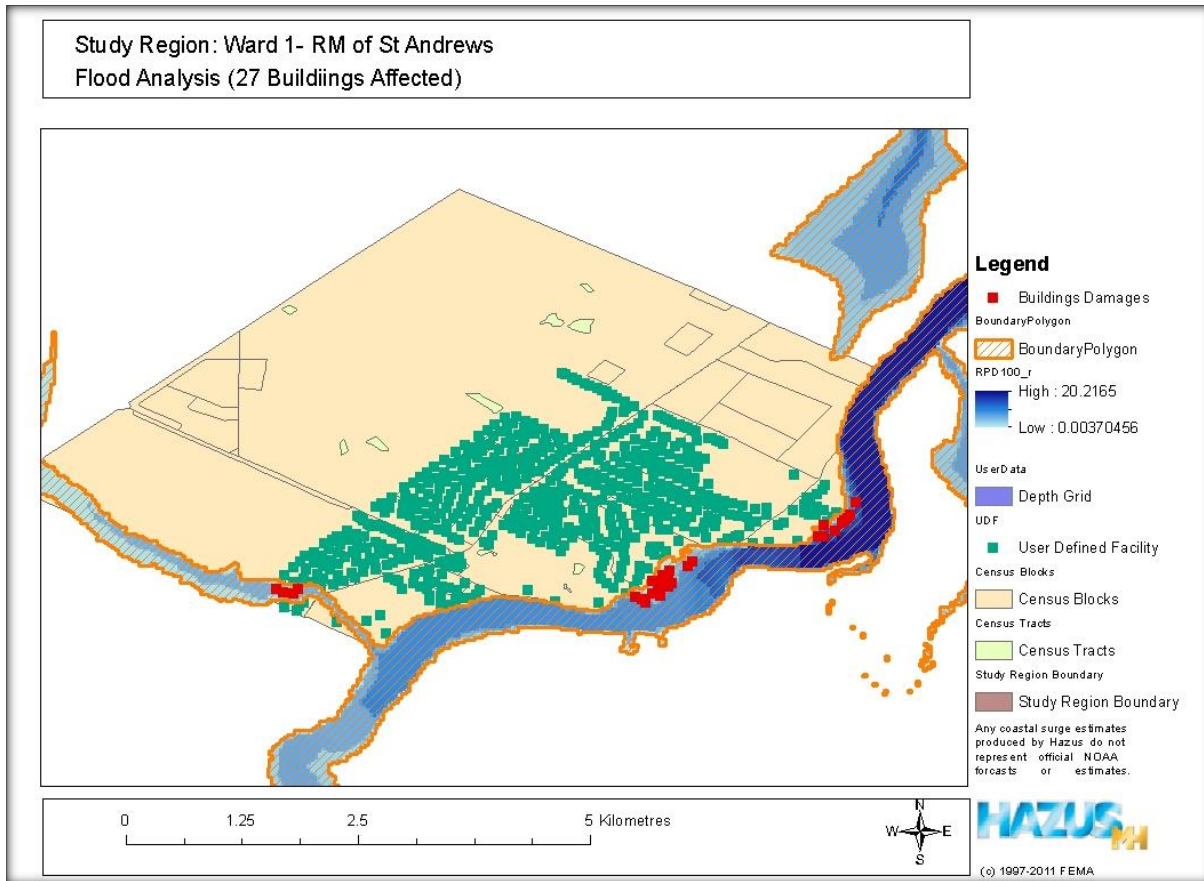 Study Region: Ward 1- RM of St Andrews
Flood Analysis (27 Buildiings Affected)
Legend
Buildings Damages
BoundaryPolygon
BoundaryPolygon
RPD100_r
High : 20.2165
Low : 0.00370456
UserData
Depth Grid
UDF
User Defined Facility
Census Blocks
Census Blocks
Census Tracts
Census Tracts
Study Region Boundary
Study Region Boundary
Any coastal surge estimates
produced by Hazus do not
represent official NOAA
forcasts or estimates.
0 1.25 2.5 5 Kilometres
N
W E
S
HAZUS MH
(c) 1997-2011 FEMA